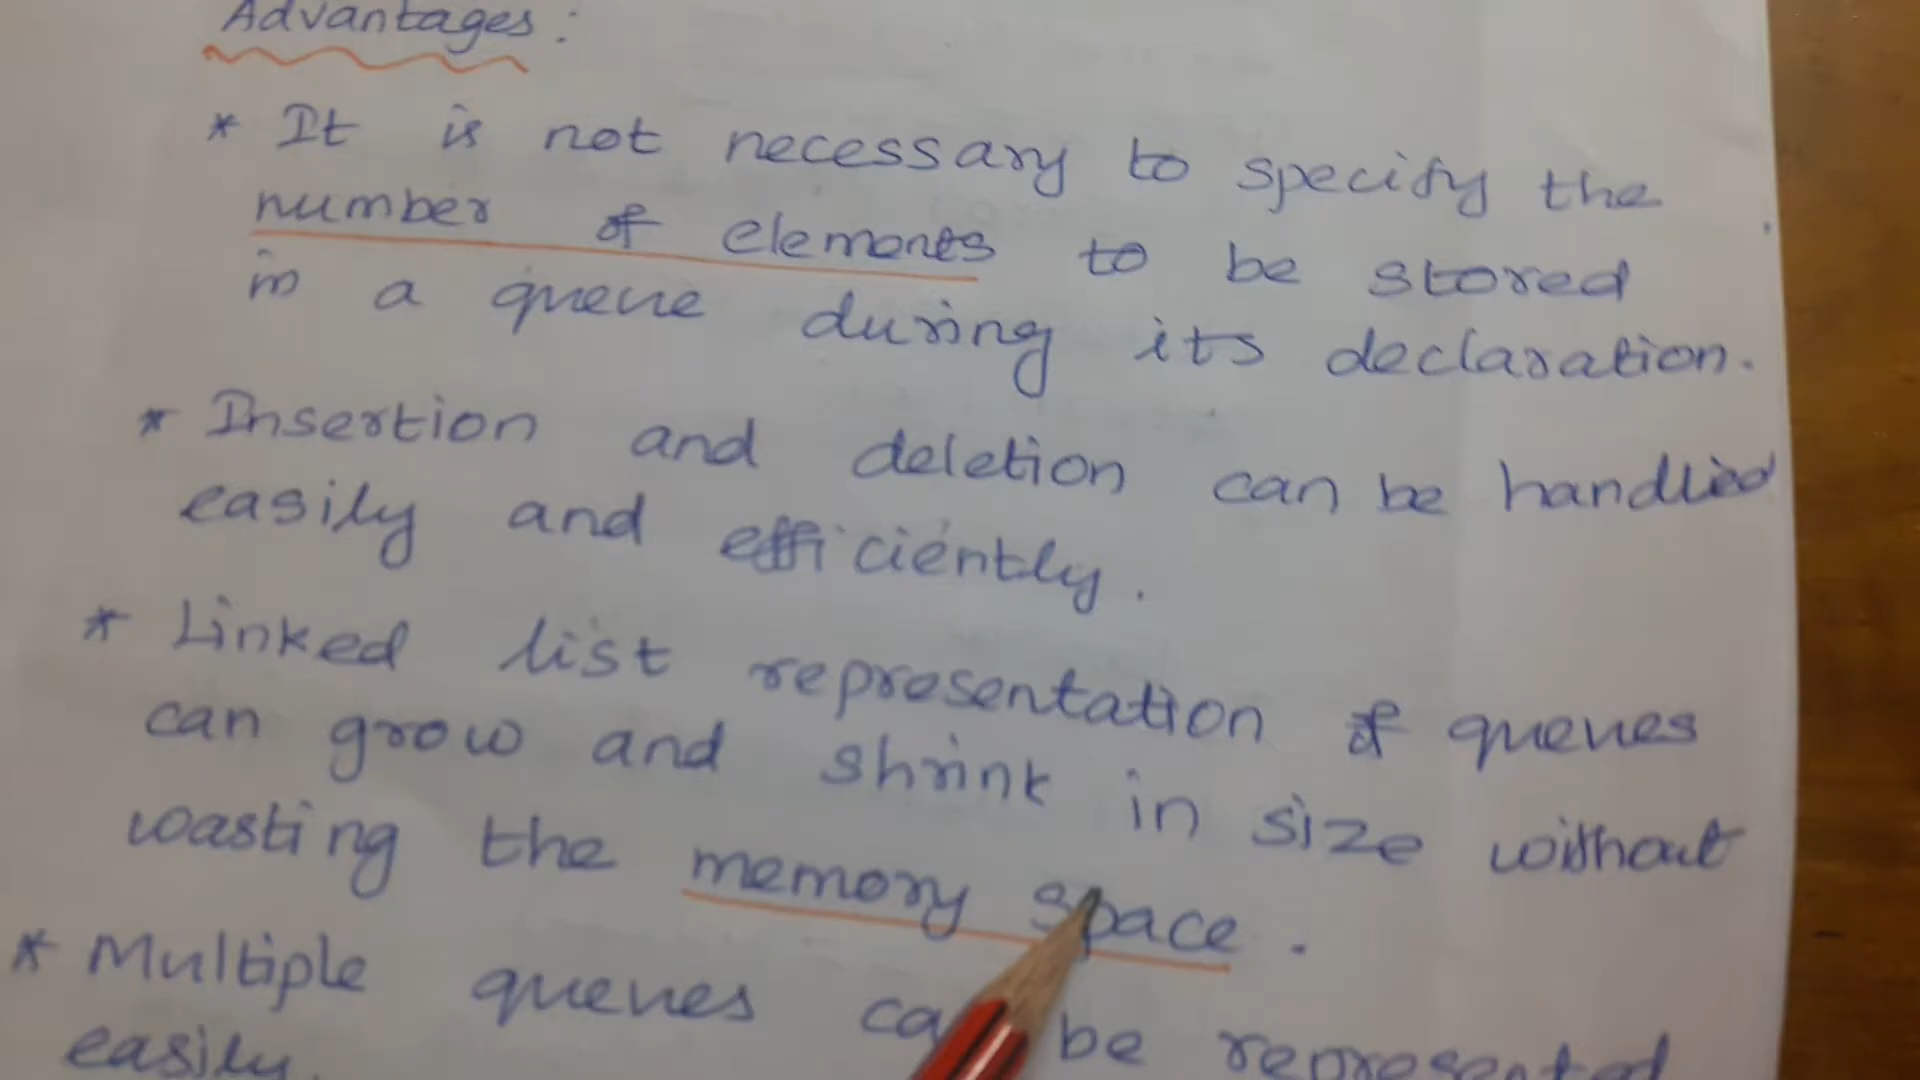 Advantages:
* It is not necessary to specify the
number of elements to be stored
in a queue during its declaration.
* Insertion and deletion can be handled
easily and efficiently.
* Linked list representation of queues
can grow and shrink in size without
wasting the memory space.
* Multiple queues can be represented
easily.